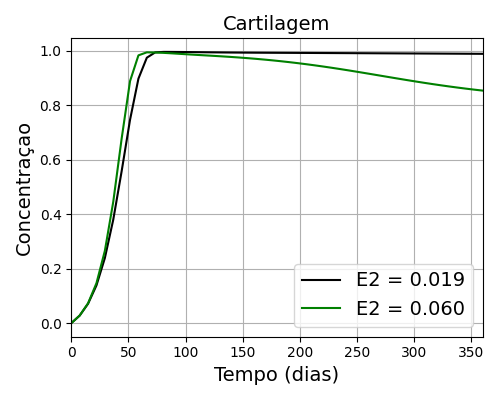 Cartilagem
Concentraçao
1.0
0.8
0.6
0.4
0.2
0.0
E2 = 0.019
E2 = 0.060
0 50 100 150 200 250 300 350
Tempo (dias)